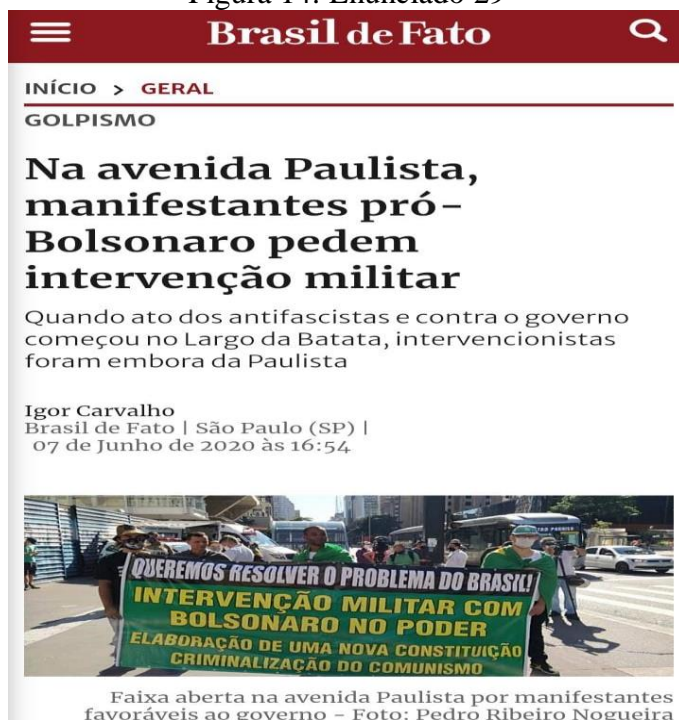 Figura 14: Enunciado 29
Brasil de Fato
INÍCIO > GERAL
GOLPISMO
Na avenida Paulista,
manifestantes pró-
Bolsonaro pedem
intervenção militar
Quando ato dos antifascistas e contra o governo
começou no Largo da Batata, intervencionistas
foram embora da Paulista
Igor Carvalho
Brasil de Fato | São Paulo (SP) |
07 de Junho de 2020 às 16:54
QUEREMOS RESOLVER O PROBLEMA DO BRASIL!
INTERVENÇÃO MILITAR COM
BOLSONARO NO PODER
ELABORAÇÃO DE UMA NOVA CONSTITUIÇÃO
CRIMINALIZAÇÃO DO COMUNISMO
Faixa aberta na avenida Paulista por manifestantes
favoráveis ao governo - Foto: Pedro Ribeiro Nogueira